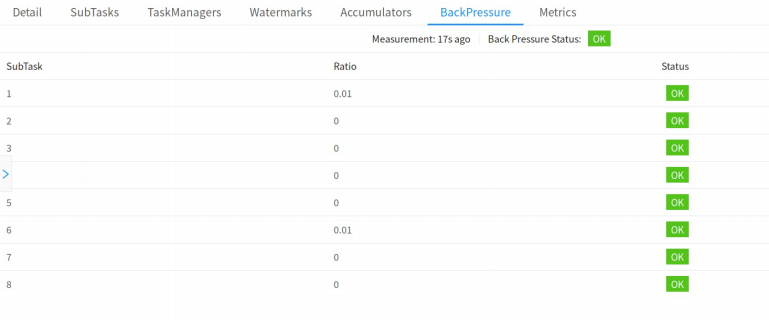 Detail SubTasks TaskManagers Watermarks Accumulators BackPressure Metrics
Measurement: 17s ago Back Pressure Status: OK
SubTask Ratio Status
1 0.01 OK
2 0 OK
3 0 OK
0 OK
5 0 OK
6 0.01 OK
7 0 OK
8 0 OK